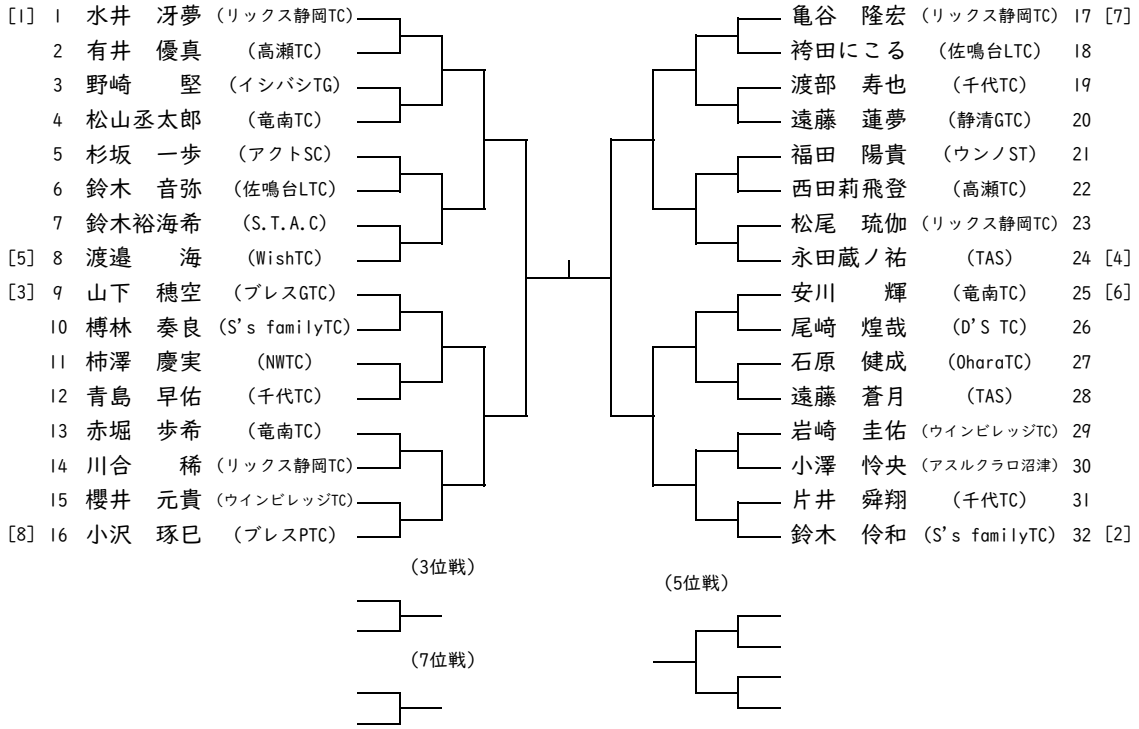 [1] 1 水井 冴夢 (リックス静岡TC)
2 有井 優真 (高瀬TC)
3 野崎 堅 (イシバシTG)
4 松山丞太郎 (竜南TC)
5 杉坂 一歩 (アクトSC)
6 鈴木 音弥 (佐鳴台LTC)
7 鈴木裕海希 (S.T.A.C)
[5] 8 渡邉 海 (WishTC)
[3] 9 山下 穂空 (ブレスGTC)
10 榑林 奏良 (S's familyTC)
11 柿澤 慶実 (NWTC)
12 青島 早佑 (千代TC)
13 赤堀 歩希 (竜南TC)
14 川合 稀 (リックス静岡TC)
15 櫻井 元貴 (ウインビレッジTC)
[8] 16 小沢 琢巳 (ブレスPTC)
亀谷 隆宏 (リックス静岡TC) 17 [7]
袴田にこる (佐鳴台LTC) 18
渡部 寿也 (千代TC) 19
遠藤 蓮夢 (静清GTC) 20
福田 陽貴 (ウンノST) 21
西田莉飛登 (高瀬TC) 22
松尾 琉伽 (リックス静岡TC) 23
永田蔵ノ祐 (TAS) 24 [4]
安川 輝 (竜南TC) 25 [6]
尾﨑 煌哉 (D'S TC) 26
石原 健成 (OharaTC) 27
遠藤 蒼月 (TAS) 28
岩崎 圭佑 (ウインビレッジTC) 29
小澤 怜央 (アスルクラロ沼津) 30
片井 舜翔 (千代TC) 31
鈴木 伶和 (S's familyTC) 32 [2]
(3位戦)
(5位戦)
(7位戦)